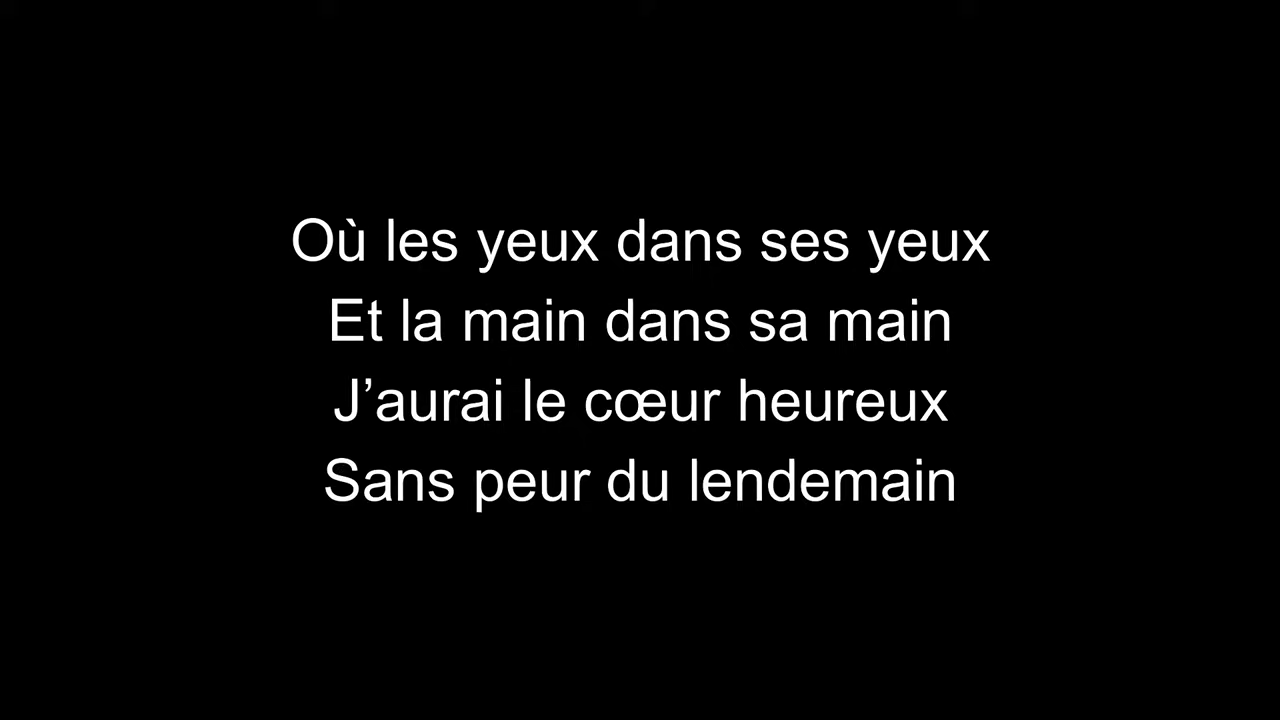 Où les yeux dans ses yeux
Et la main dans sa main
J’aurai le cœur heureux
Sans peur du lendemain